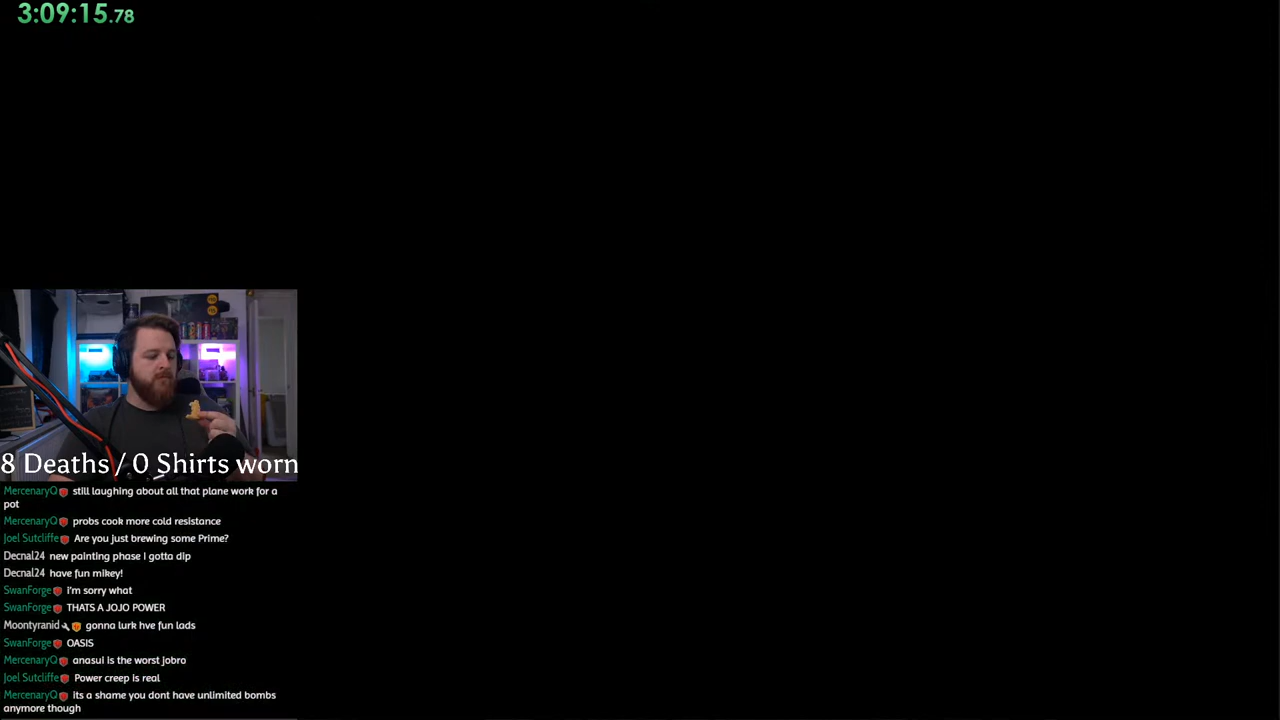 3:09:15.78
8 Deaths / 0 Shirts worn
MercenaryQ still laughing about all that plane work for a
pot
MercenaryQ probs cook more cold resistance
Joel Sutcliffe Are you just brewing some Prime?
Decnal24 new painting phase I gotta dip
Decnal24 have fun mikey!
SwanForge i'm sorry what
SwanForge THATS A JOJO POWER
Moontyranid gonna lurk hve fun lads
SwanForge OASIS
MercenaryQ anasui is the worst jobro
Joel Sutcliffe Power creep is real
MercenaryQ its a shame you dont have unlimited bombs
anymore though